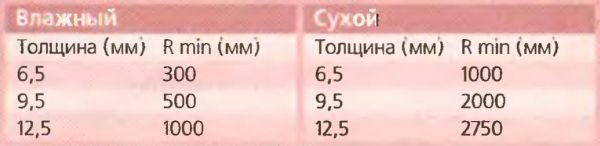 Влажный Сухой
Толщина (мм) R min (мм) Толщина (мм) R min (мм)
6,5 300 6,5 1000
9,5 500 9,5 2000
12,5 1000 12,5 2750